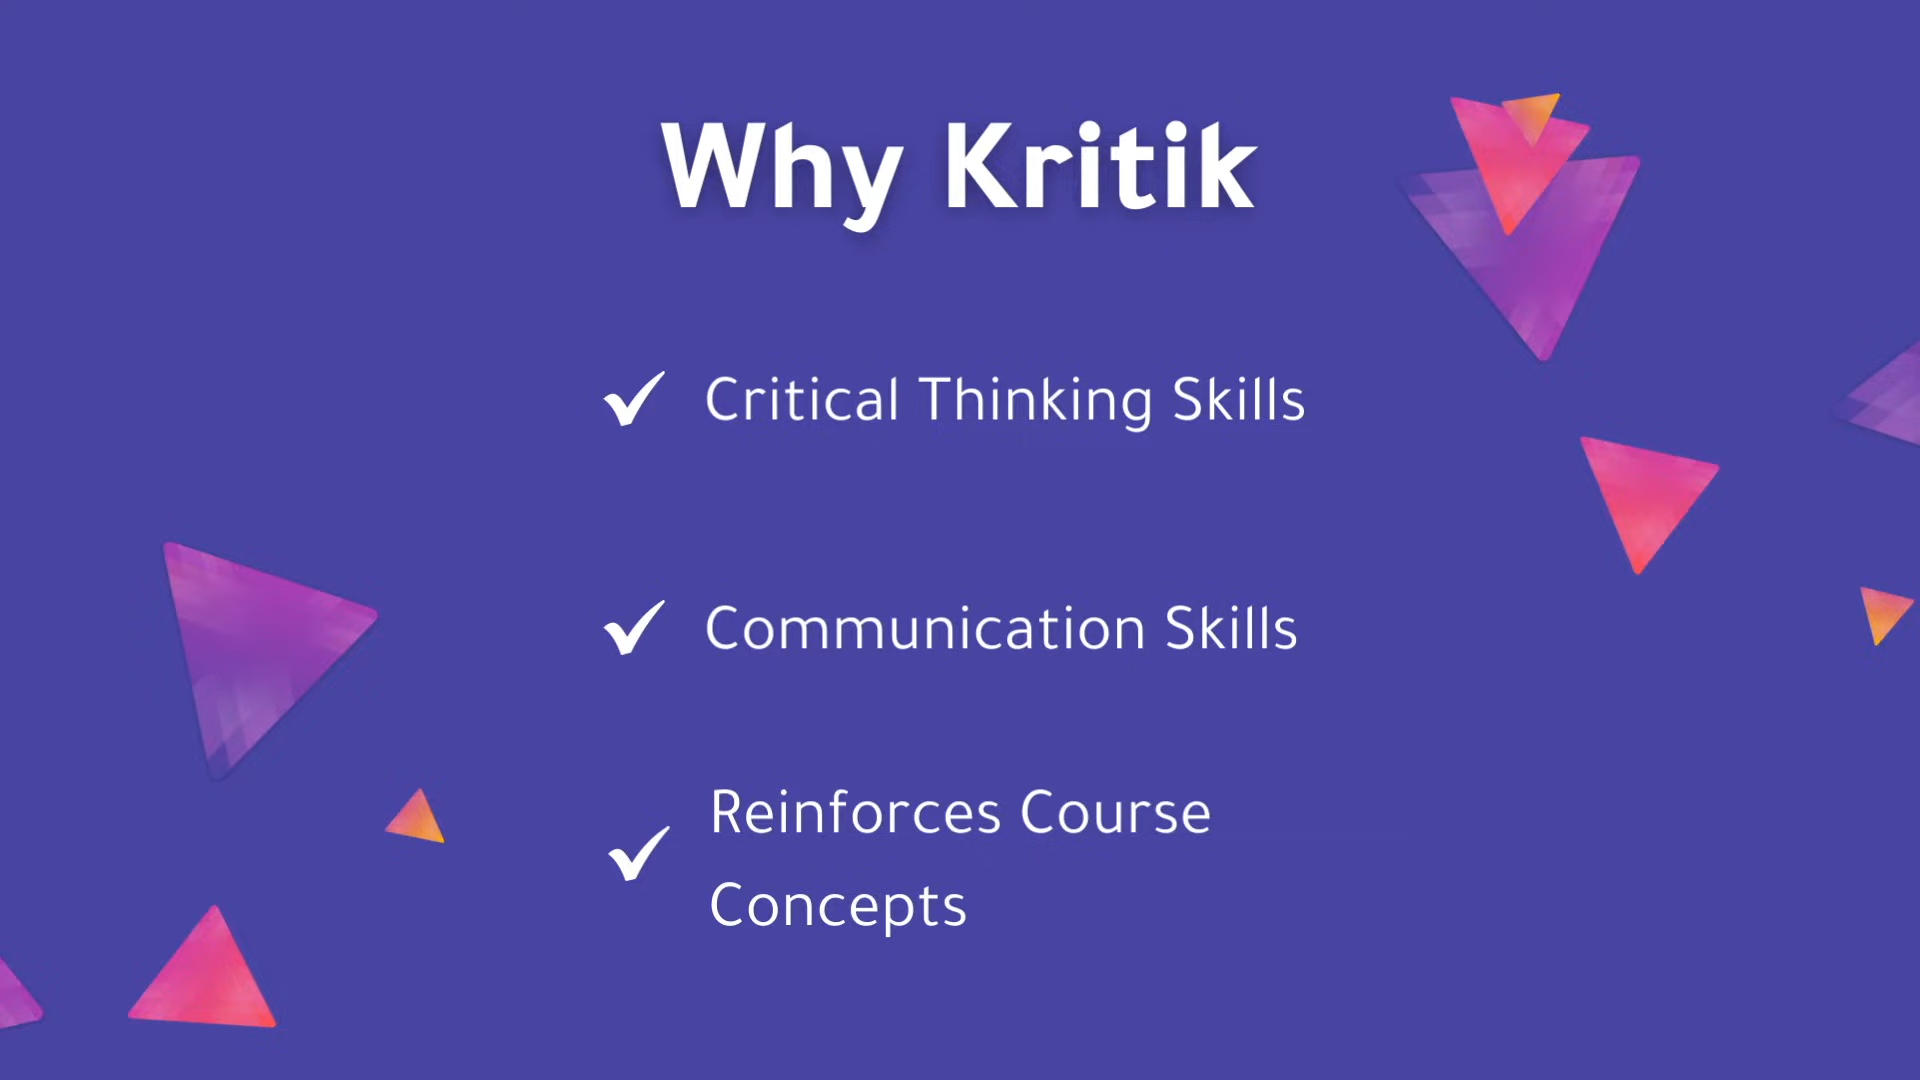 Why Kritik
Critical Thinking Skills
Communication Skills
Reinforces Course
Concepts